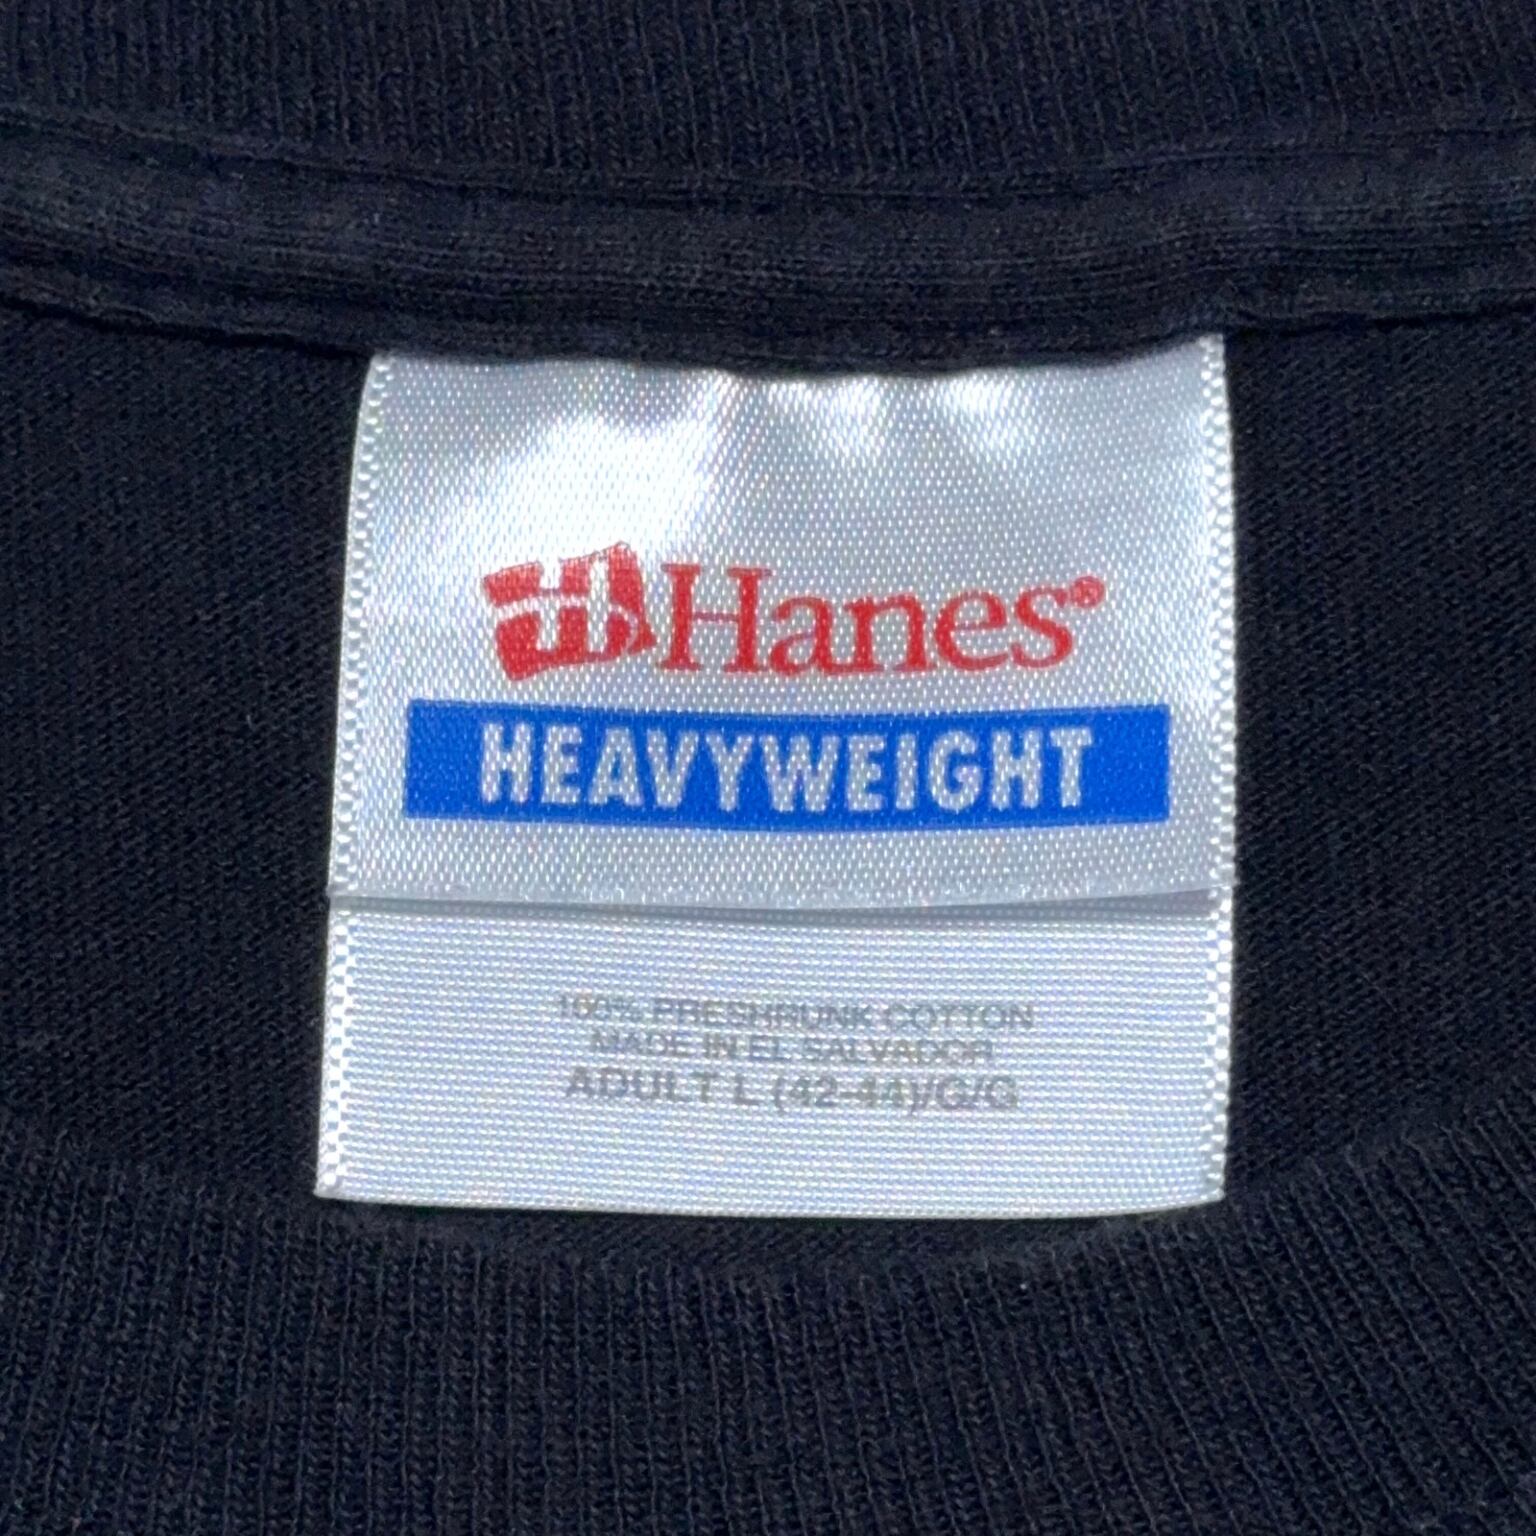 H Hanes®
HEAVYWEIGHT
100% PRESHRUNK COTTON
MADE IN EL SALVADOR
ADULT L (42-44)/G/G